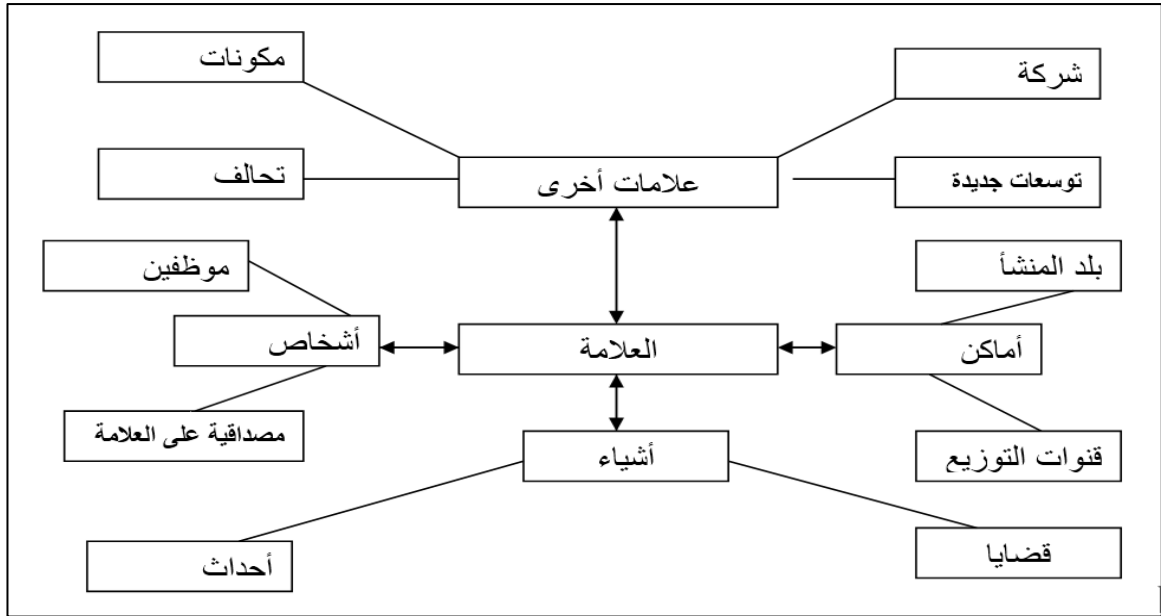 مكونات
شركة
علامات أخرى
تحالف
توسعات جديدة
موظفين
بلد المنشأ
أشخاص
العلامة
أماكن
مصداقية على العلامة
أشياء
قنوات التوزيع
أحداث
قضايا